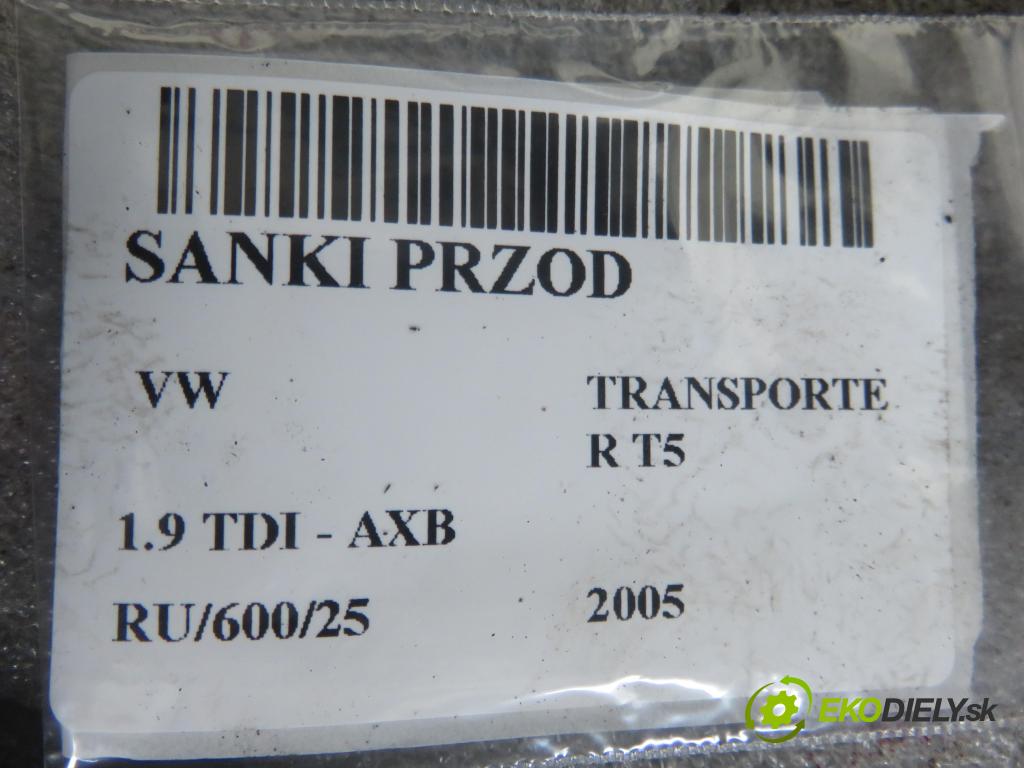 SANKI PRZOD
VW
TRANSPORTE
R T5
1.9 TDI - AXB
RU/600/25
2005
EKODIELY.sk